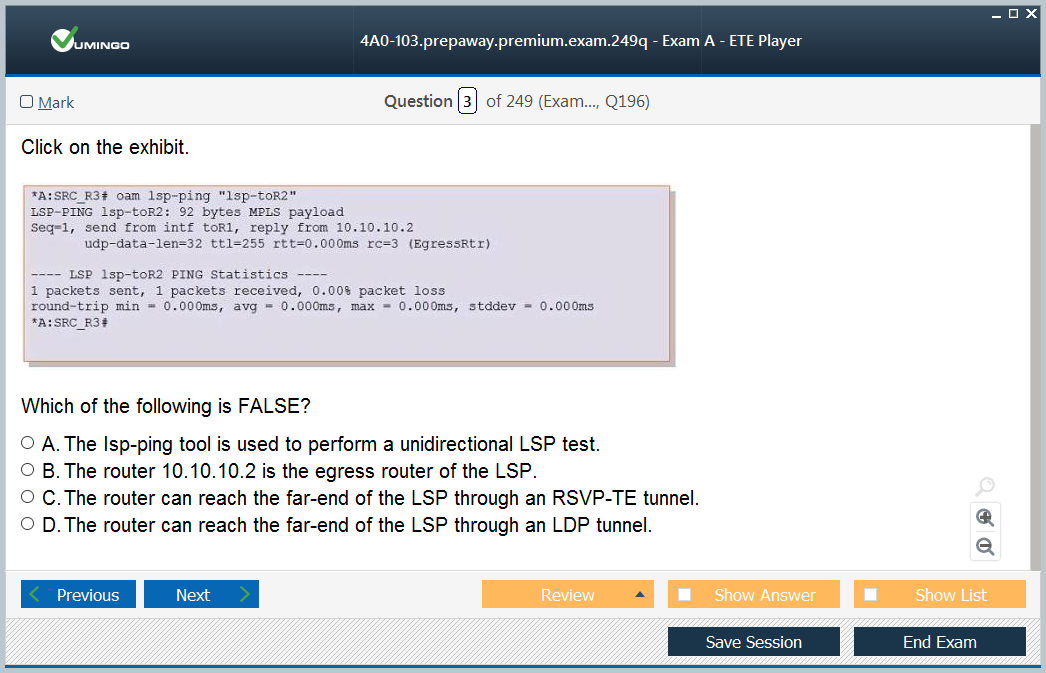 VUMINGO
4A0-103.prepaway.premium.exam.249q - Exam A - ETE Player
Mark
Question 3 of 249 (Exam..., Q196)
Click on the exhibit.
*A:SRC_R3# oam lsp-ping "lsp-toR2"
LSP-PING lsp-toR2: 92 bytes MPLS payload
Seq=1, send from intf toR1, reply from 10.10.10.2
udp-data-len=32 ttl=255 rtt=0.000ms rc=3 (EgressRtr)
---- LSP lsp-toR2 PING Statistics ----
1 packets sent, 1 packets received, 0.00% packet loss
round-trip min = 0.000ms, avg = 0.000ms, max = 0.000ms, stddev = 0.000ms
*A:SRC_R3#
Which of the following is FALSE?
A. The lsp-ping tool is used to perform a unidirectional LSP test.
B. The router 10.10.10.2 is the egress router of the LSP.
C. The router can reach the far-end of the LSP through an RSVP-TE tunnel.
D. The router can reach the far-end of the LSP through an LDP tunnel.
Previous Next Review Show Answer Show List
Save Session End Exam